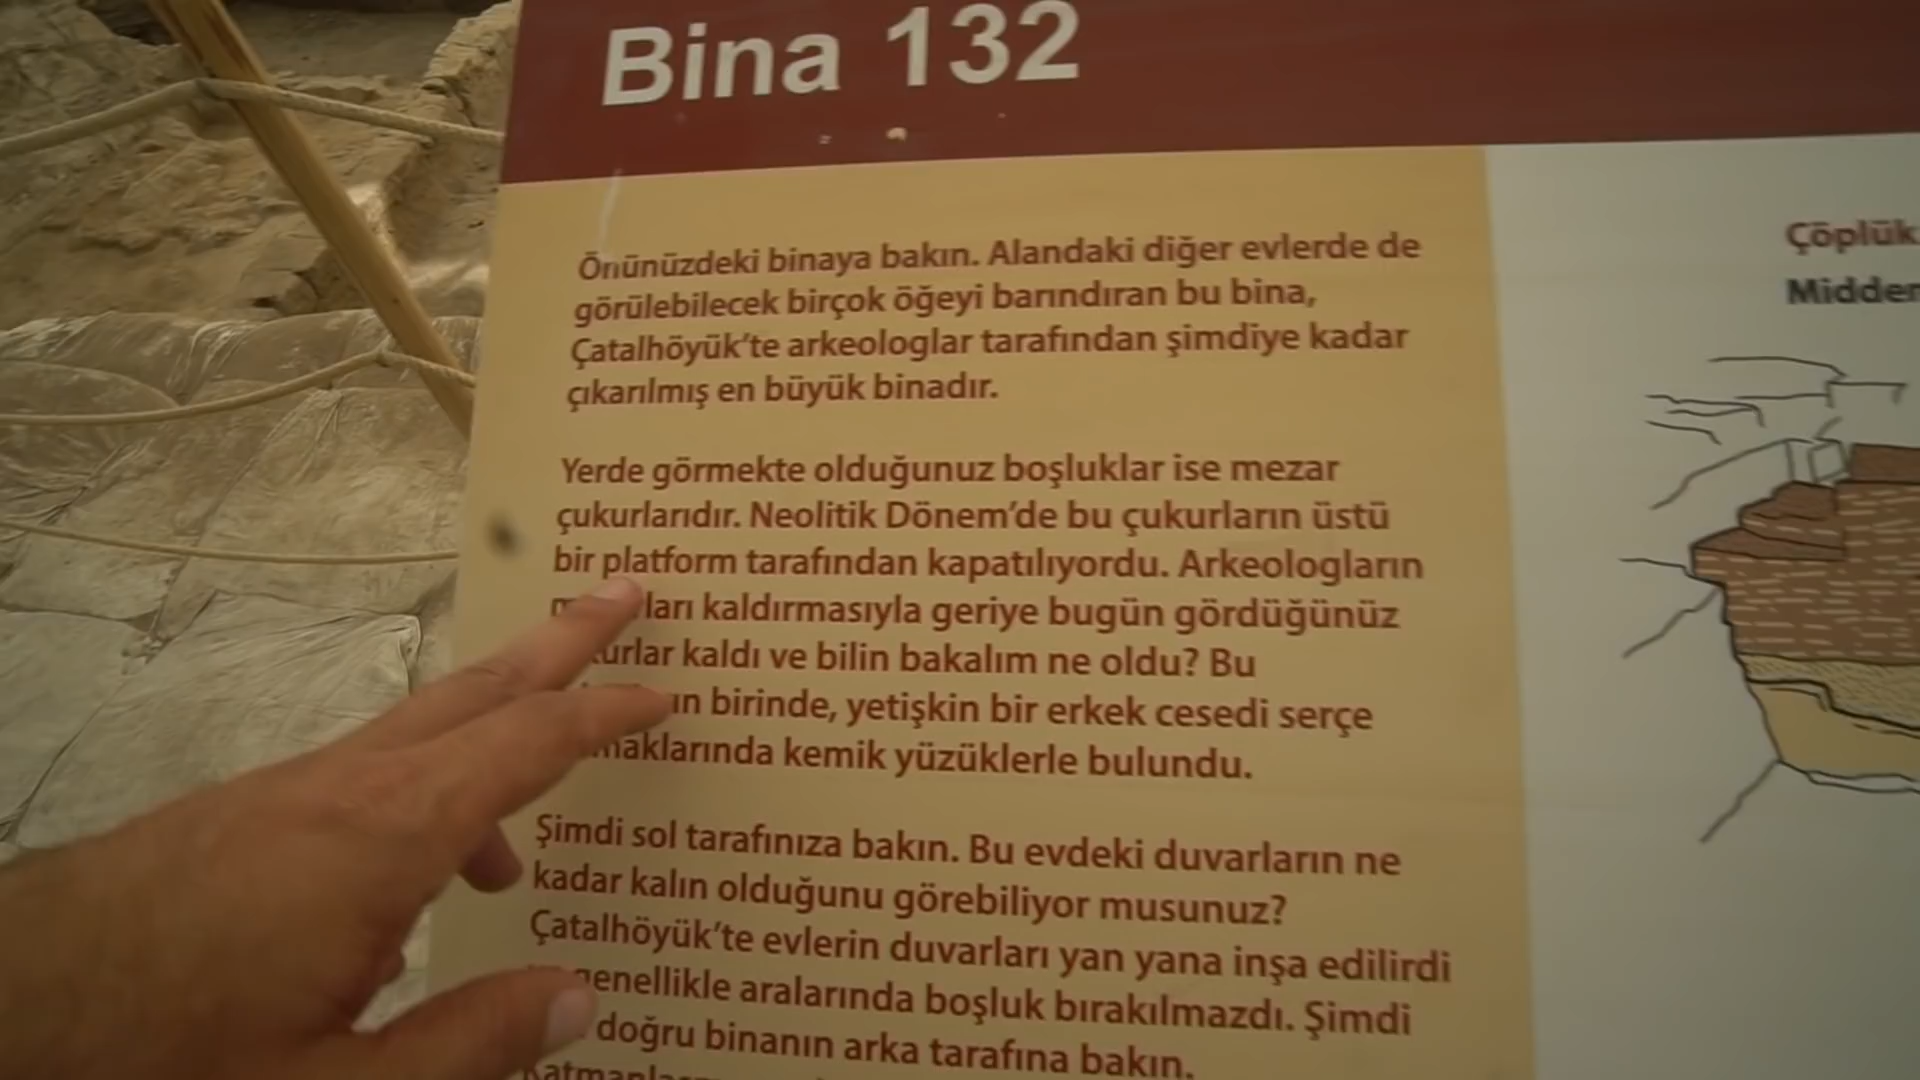 Bina 132
Önünüzdeki binaya bakın. Alandaki diğer evlerde de
görülebilecek birçok öğeyi barındıran bu bina,
Çatalhöyük’te arkeologlar tarafından şimdiye kadar
çıkarılmış en büyük binadır.
Yerde görmekte olduğunuz boşluklar ise mezar
çukurlarıdır. Neolitik Dönem’de bu çukurların üstü
bir platform tarafından kapatılıyordu. Arkeologların
kaldırmasıyla geriye bugün gördüğünüz
kaldı ve bilin bakalım ne oldu? Bu
birinde, yetişkin bir erkek cesedi serçe
kemik yüzüklerle bulundu.
Şimdi sol tarafınıza bakın. Bu evdeki duvarların ne
kadar kalın olduğunu görebiliyor musunuz?
Çatalhöyük’te evlerin duvarları yan yana inşa edilirdi
genellikle aralarında boşluk bırakılmazdı. Şimdi
doğru binanın arka tarafına bakın.
Çöplük